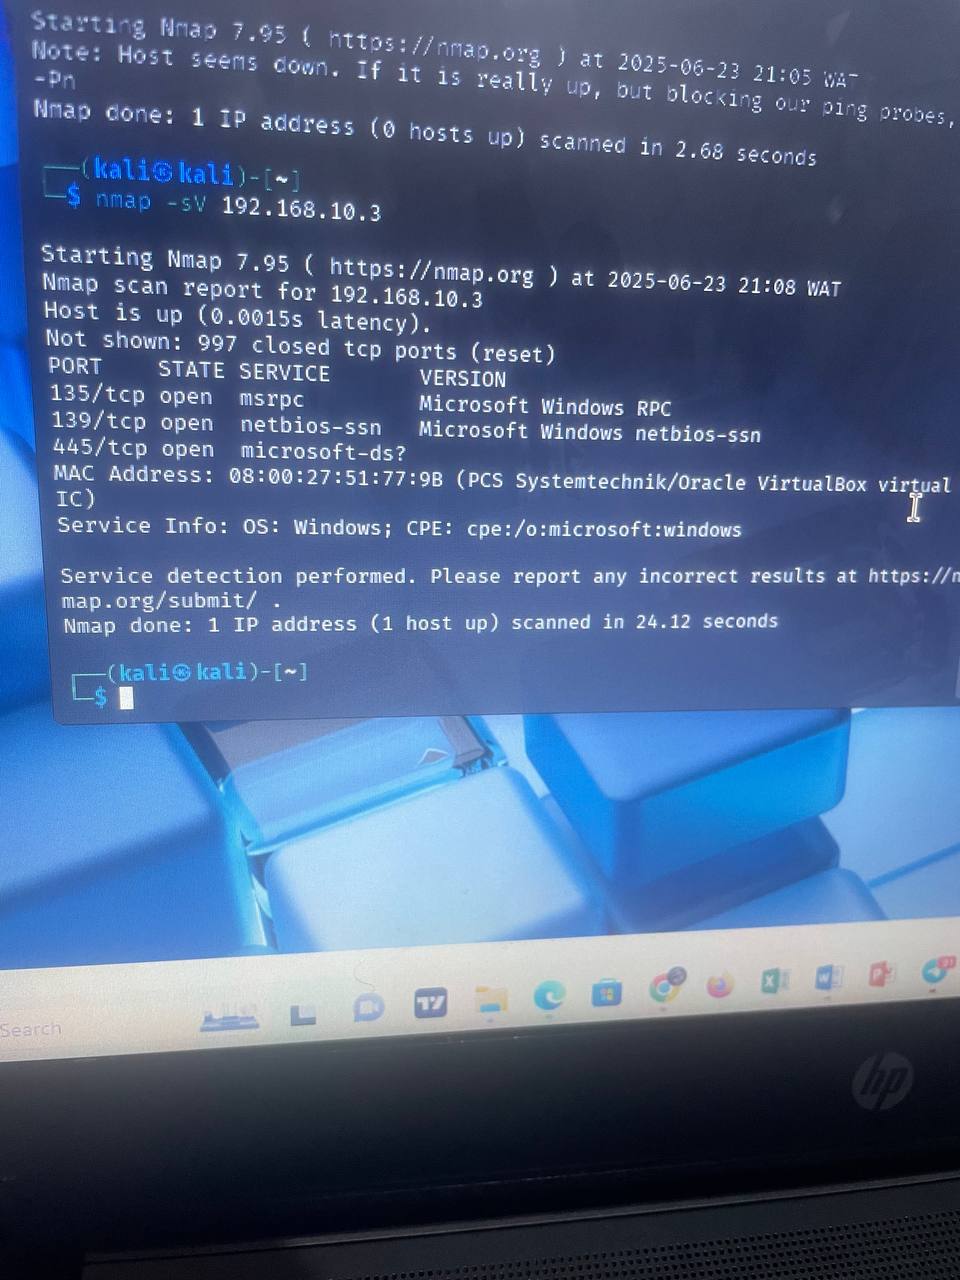 Starting Nmap 7.95 ( https://nmap.org ) at 2025-06-23 21:05 WAT
Note: Host seems down. If it is really up, but blocking our ping probes,
-Pn
Nmap done: 1 IP address (0 hosts up) scanned in 2.68 seconds
┌──(kali㉿kali)-[~]
└─$ nmap -sV 192.168.10.3
Starting Nmap 7.95 ( https://nmap.org ) at 2025-06-23 21:08 WAT
Nmap scan report for 192.168.10.3
Host is up (0.0015s latency).
Not shown: 997 closed tcp ports (reset)
PORT STATE SERVICE VERSION
135/tcp open msrpc Microsoft Windows RPC
139/tcp open netbios-ssn Microsoft Windows netbios-ssn
445/tcp open microsoft-ds?
MAC Address: 08:00:27:51:77:9B (PCS Systemtechnik/Oracle VirtualBox virtual
IC)
Service Info: OS: Windows; CPE: cpe:/o:microsoft:windows
Service detection performed. Please report any incorrect results at https://n
map.org/submit/ .
Nmap done: 1 IP address (1 host up) scanned in 24.12 seconds
┌──(kali㉿kali)-[~]
└─$
Search
hp